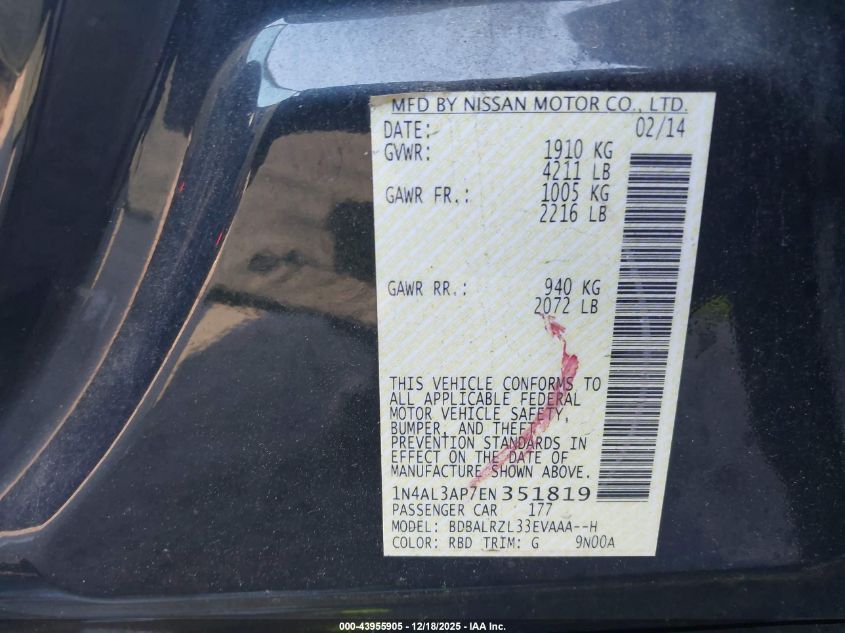 MFD BY NISSAN MOTOR CO., LTD.
DATE: 02/14
GVWR: 1910 KG
4211 LB
GAWR FR.: 1005 KG
2216 LB
GAWR RR.: 940 KG
2072 LB
THIS VEHICLE CONFORMS TO
ALL APPLICABLE FEDERAL
MOTOR VEHICLE SAFETY,
BUMPER, AND THEFT
PREVENTION STANDARDS IN
EFFECT ON THE DATE OF
MANUFACTURE SHOWN ABOVE.
1N4AL3AP7EN351819
PASSENGER CAR 177
MODEL: BDBALRZL33EVAAA--H
COLOR: RBD TRIM: G 9N00A
000-43955905 - 12/18/2025 - IAA Inc.